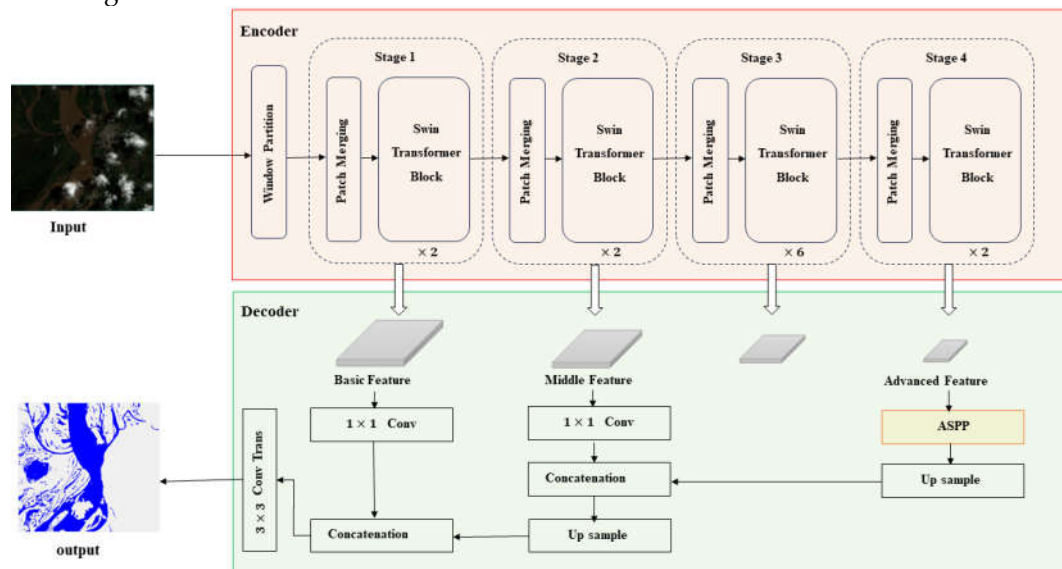 Encoder
Stage 1
Stage 2
Stage 3
Stage 4
Window Partition
Patch Merging
Swin
Transformer
Block
× 2
Patch Merging
Swin
Transformer
Block
× 2
Patch Merging
Swin
Transformer
Block
× 6
Patch Merging
Swin
Transformer
Block
× 2
Input
Decoder
Basic Feature
Middle Feature
Advanced Feature
1 × 1 Conv
1 × 1 Conv
ASPP
3 × 3 Conv Trans
Concatenation
Up sample
Concatenation
Up sample
output